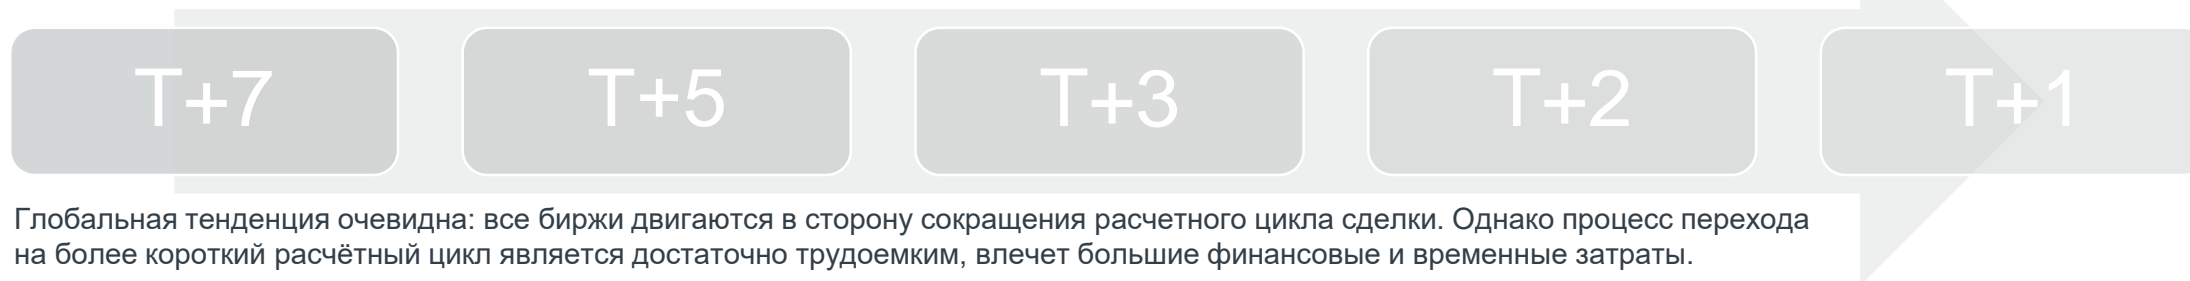 T+7 T+5 T+3 T+2 T+1
Глобальная тенденция очевидна: все биржи двигаются в сторону сокращения расчетного цикла сделки. Однако процесс перехода
на более короткий расчётный цикл является достаточно трудоемким, влечет большие финансовые и временные затраты.